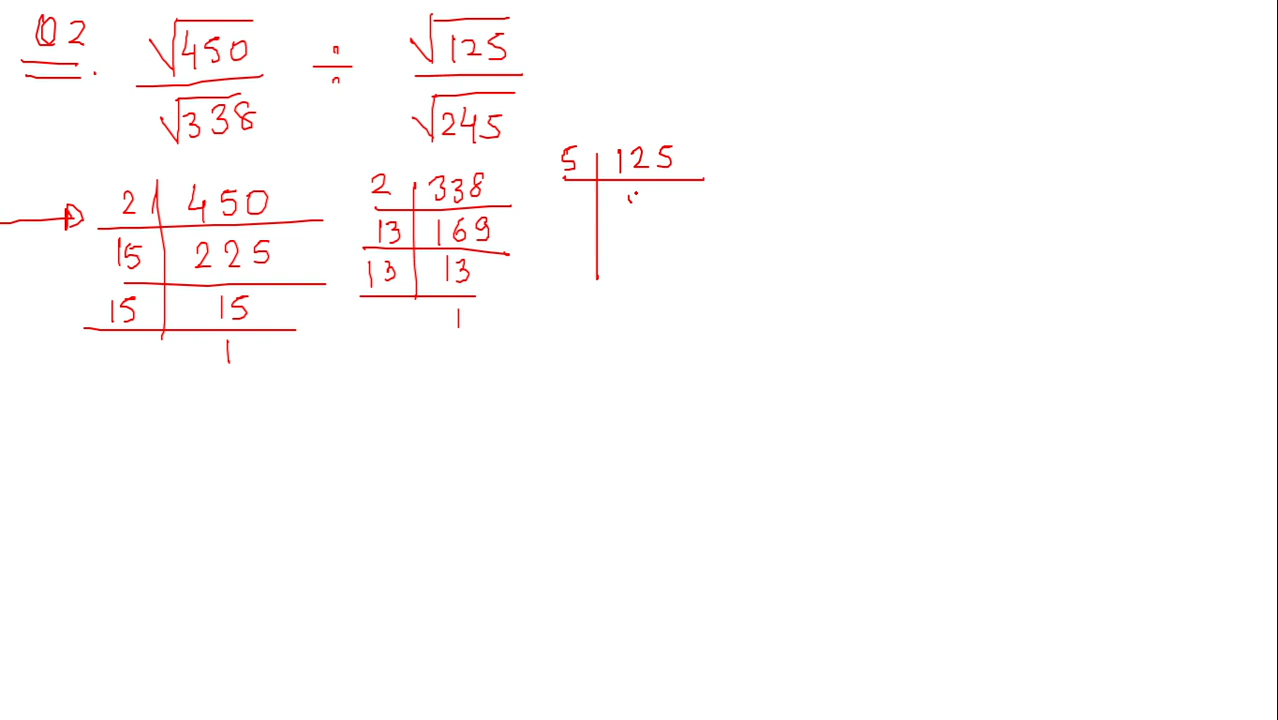 Q2. √450 / √338 ÷ √125 / √245
2 | 450
15 | 225
15 | 15
1
2 | 338
13 | 169
13 | 13
1
5 | 125